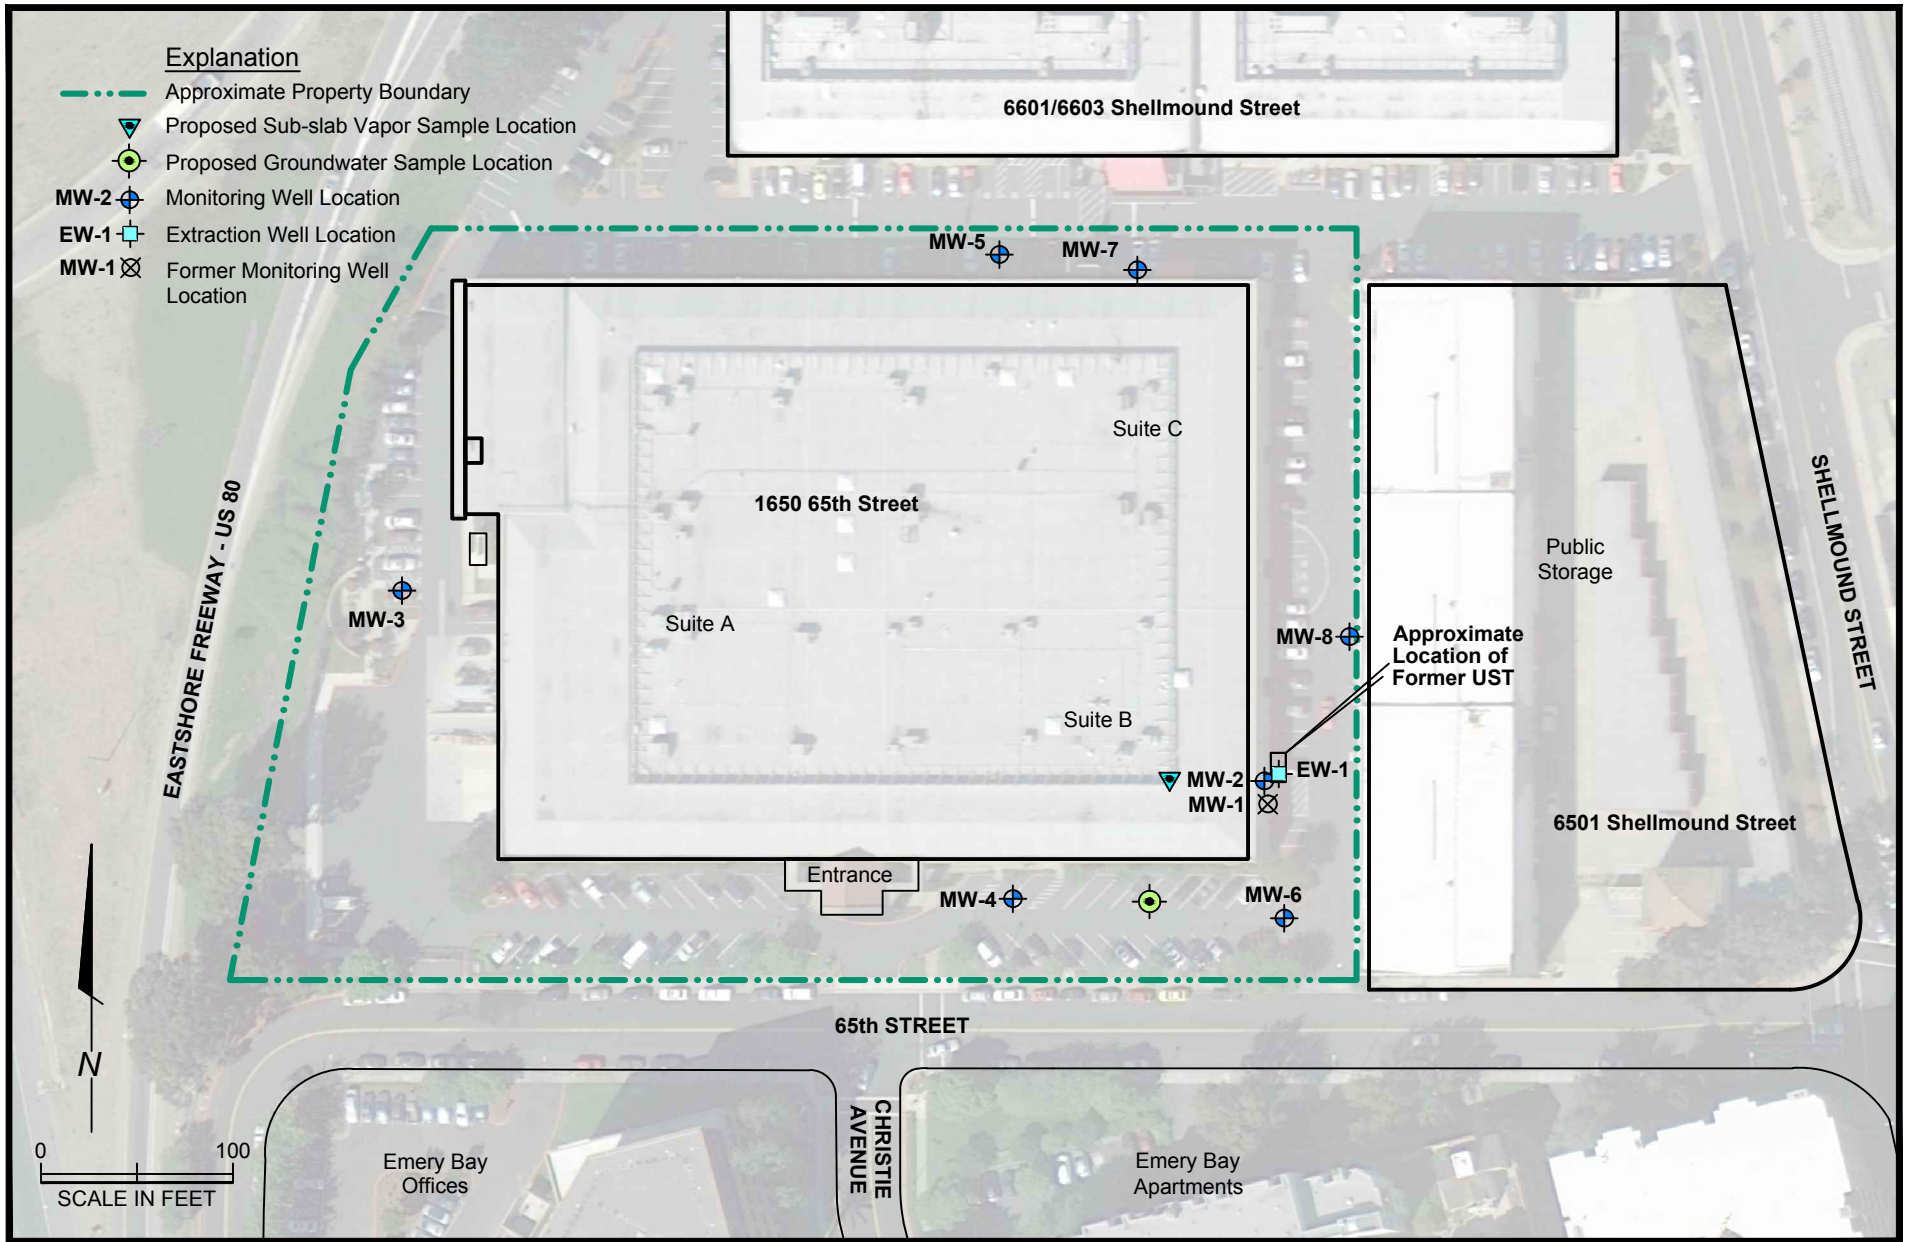 Explanation
Approximate Property Boundary
Proposed Sub-slab Vapor Sample Location
Proposed Groundwater Sample Location
MW-2 Monitoring Well Location
EW-1 Extraction Well Location
MW-1 Former Monitoring Well
Location
6601/6603 Shellmound Street
MW-5
MW-7
Suite C
1650 65th Street
SHELLMOUND STREET
EASTSHORE FREEWAY - US 80
Public
Storage
MW-3
Suite A
MW-8
Approximate
Location of
Former UST
Suite B
MW-2
EW-1
MW-1
6501 Shellmound Street
Entrance
MW-4
MW-6
65th STREET
N
CHRISTIE
AVENUE
0 100
SCALE IN FEET
Emery Bay
Offices
Emery Bay
Apartments